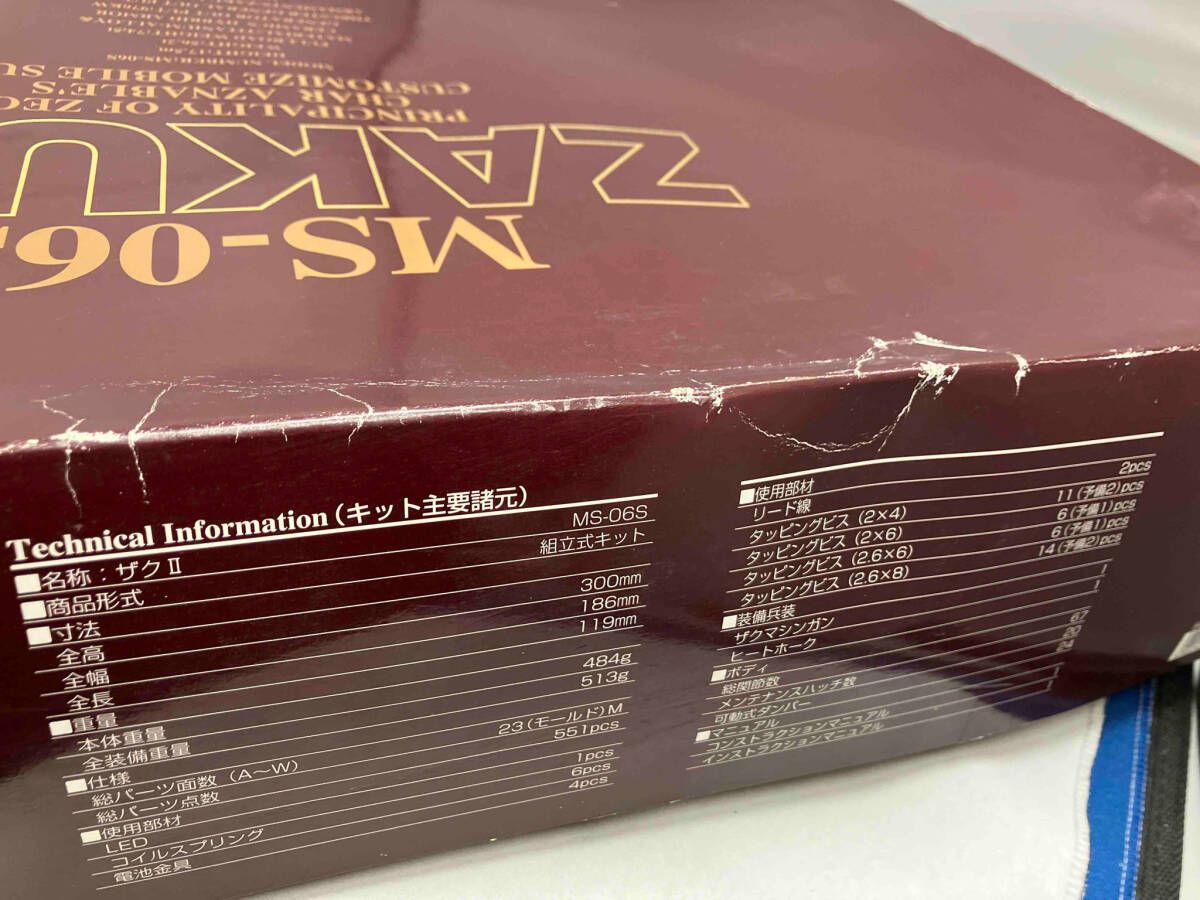 MODEL NUMBER:MS-06S
CUSTOMIZE MOBILE SU
CHAR AZNABLE'S
PRINCIPALITY OF ZEO
ZAKU
MS-06
Technical Information(キット主要諸元)
■名称:ザクⅡ MS-06S
■商品形式 組立式キット
■寸法
全高 300mm
全幅 186mm
全長 119mm
■重量
本体重量 484g
全装備重量 513g
■仕様
総パーツ面数(A~W) 23(モールド)M
総パーツ点数 551pcs
■使用部材
LED 1pcs
コイルスプリング 6pcs
電池金具 4pcs
■使用部材
リード線 2pcs
タッピングビス(2×4) 11(予備2)pcs
タッピングビス(2×6) 6(予備1)pcs
タッピングビス(2.6×6) 6(予備1)pcs
タッピングビス(2.6×8) 14(予備2)pcs
■装備兵装
ザクマシンガン 1
ヒートホーク 1
■ボディ
総関節数 67
メンテナンスハッチ数 20
可動式ダンパー 24
■マニュアル
コンストラクションマニュアル 1
インストラクションマニュアル 1